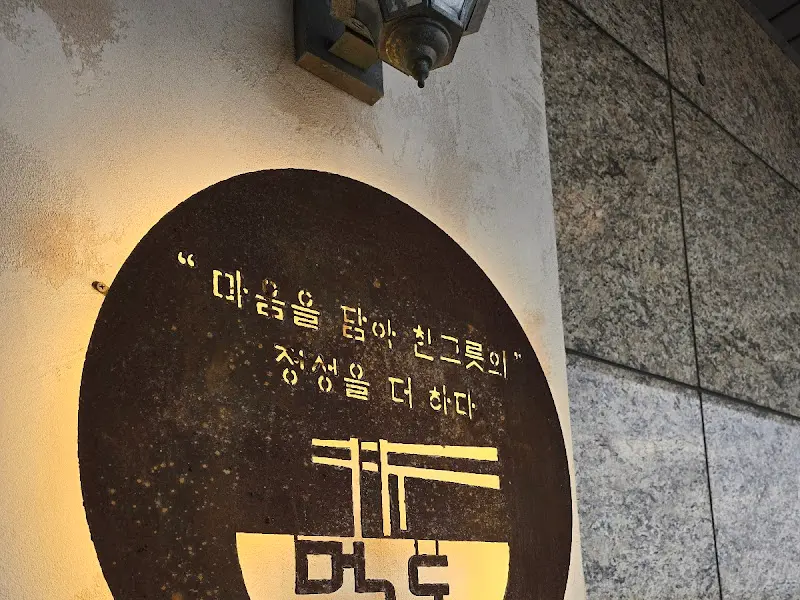 “ 마음을 담아 한그릇의 ”
정성을 더 하다